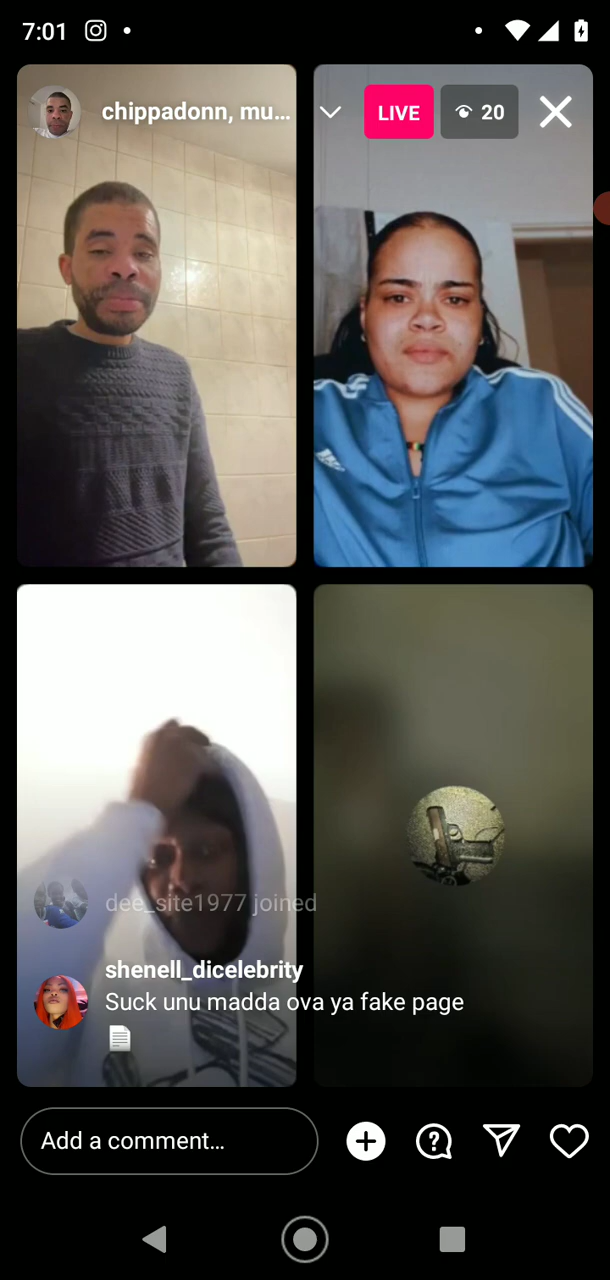 7:01
chippadonn, mu...
LIVE
20
dee_site1977 joined
shenell_dicelebrity
Suck unu madda ova ya fake page
Add a comment...